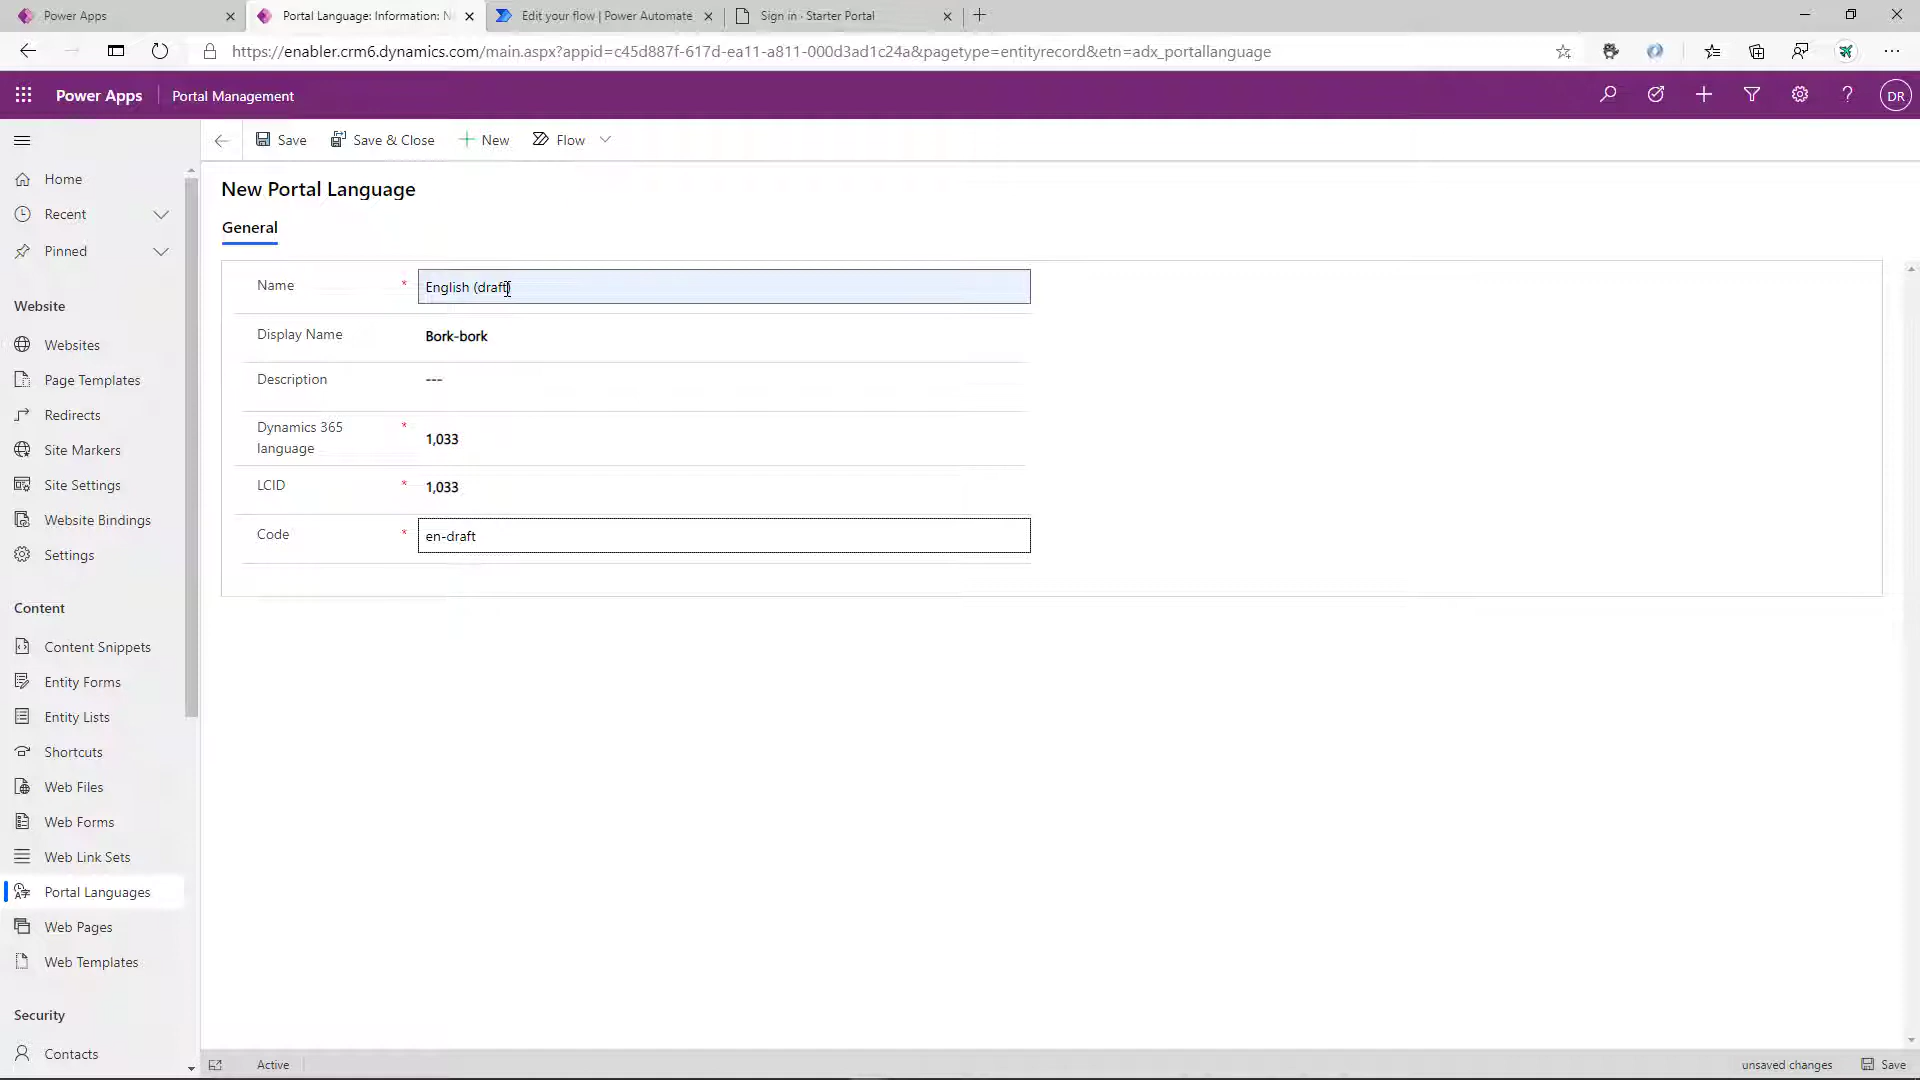 Power Apps
Portal Language: Information: N
Edit your flow | Power Automate
Sign in · Starter Portal
https://enabler.crm6.dynamics.com/main.aspx?appid=c45d887f-617d-ea11-a811-000d3ad1c24a&pagetype=entityrecord&etn=adx_portallanguage
Power Apps
Portal Management
DR
Save
Save & Close
New
Flow
Home
Recent
Pinned
Website
Websites
Page Templates
Redirects
Site Markers
Site Settings
Website Bindings
Settings
Content
Content Snippets
Entity Forms
Entity Lists
Shortcuts
Web Files
Web Forms
Web Link Sets
Portal Languages
Web Pages
Web Templates
Security
Contacts
New Portal Language
General
Name * English (draft)
Display Name Bork-bork
Description ---
Dynamics 365 language * 1,033
LCID * 1,033
Code * en-draft
Active
unsaved changes
Save